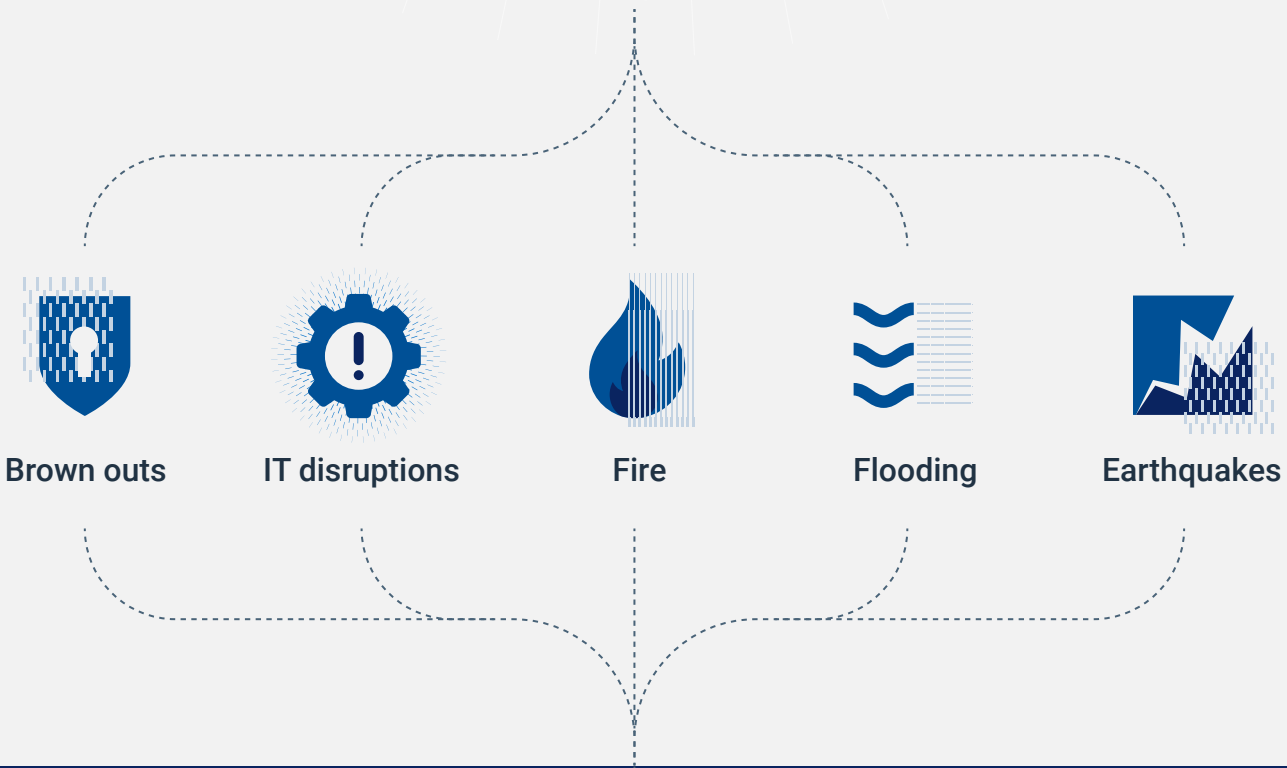 Brown outs
IT disruptions
Fire
Flooding
Earthquakes